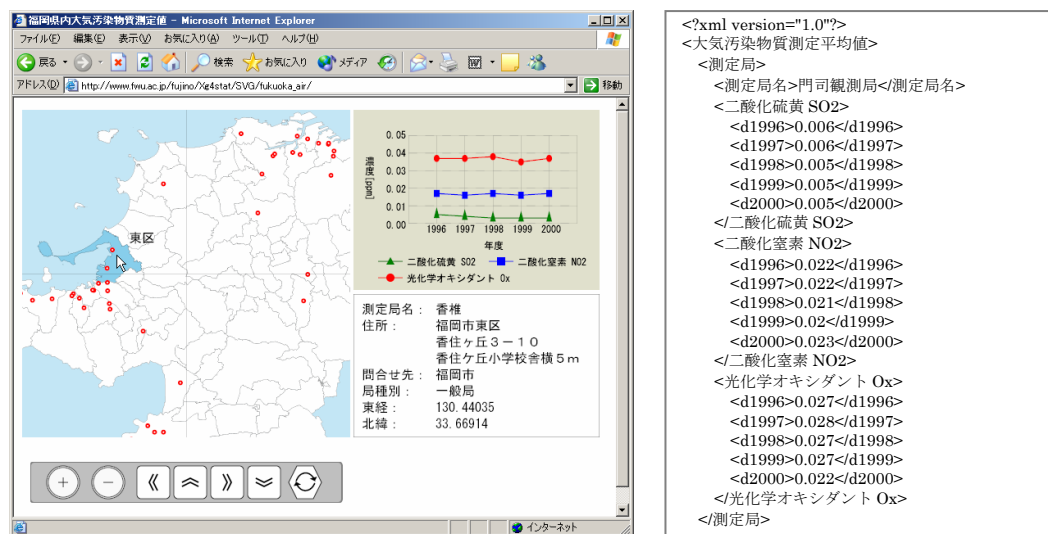 福岡県内大気汚染物質測定値 - Microsoft Internet Explorer
ファイル(F) 編集(E) 表示(V) お気に入り(A) ツール(T) ヘルプ(H)
戻る 検索 お気に入り メディア
アドレス(D) http://www.fwu.ac.jp/fujino/Xg4stat/SVG/fukuoka_air/ 移動
東区
濃度[ppm]
0.05
0.04
0.03
0.02
0.01
0.00
1996 1997 1998 1999 2000
年度
二酸化硫黄 SO2 二酸化窒素 NO2
光化学オキシダント Ox
測定局名： 香椎
住所： 福岡市東区
香住ヶ丘３－１０
香住ケ丘小学校舎横５ｍ
問合せ先： 福岡市
局種別： 一般局
東経： 130.44035
北緯： 33.66914
インターネット
<?xml version="1.0"?>
<大気汚染物質測定平均値>
<測定局>
<測定局名>門司観測局</測定局名>
<二酸化硫黄 SO2>
<d1996>0.006</d1996>
<d1997>0.006</d1997>
<d1998>0.005</d1998>
<d1999>0.005</d1999>
<d2000>0.005</d2000>
</二酸化硫黄 SO2>
<二酸化窒素 NO2>
<d1996>0.022</d1996>
<d1997>0.022</d1997>
<d1998>0.021</d1998>
<d1999>0.02</d1999>
<d2000>0.023</d2000>
</二酸化窒素 NO2>
<光化学オキシダント Ox>
<d1996>0.027</d1996>
<d1997>0.028</d1997>
<d1998>0.027</d1998>
<d1999>0.027</d1999>
<d2000>0.022</d2000>
</光化学オキシダント Ox>
</測定局>